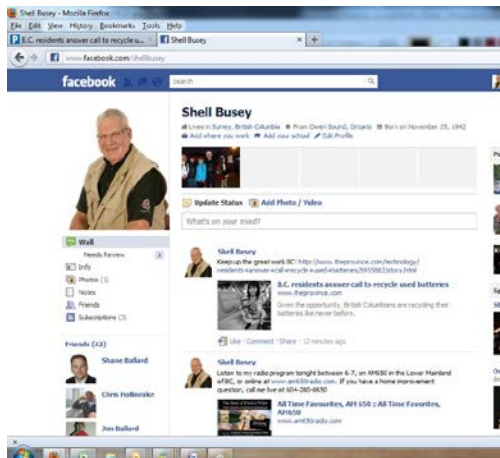 Shell Busey - Mozilla Firefox
File Edit View History Bookmarks Tools Help
B.C. residents answer call to recycle u...
Shell Busey
www.facebook.com/shellbusey
facebook
Search
Shell Busey
Lives in Surrey, British Columbia From Owen Sound, Ontario Born on November 25, 1942
Add where you work Add your school Edit Profile
Update Status Add Photo / Video
What's on your mind?
Wall
Needs Review
Info
Photos (1)
Notes
Friends
Subscriptions (3)
Friends (42)
Shane Ballard
Chris Hollinrake
Jim Ballard
Shell Busey
Keep up the great work BC! http://www.theprovince.com/technology/
B.C. residents answer call to recycle used batteries
www.theprovince.com
Given the opportunity, British Columbians are recycling their
batteries like never before.
Like · Comment · Share · 12 minutes ago
Shell Busey
Listen to my radio program tonight between 6-7, on AM650 in the Lower Mainland
of BC, or online at www.am650radio.com. If you have a home improvement
question, call me live at 604-280-0650
All Time Favourites, AM 650 :: All Time Favorites,
AM650
www.am650radio.com